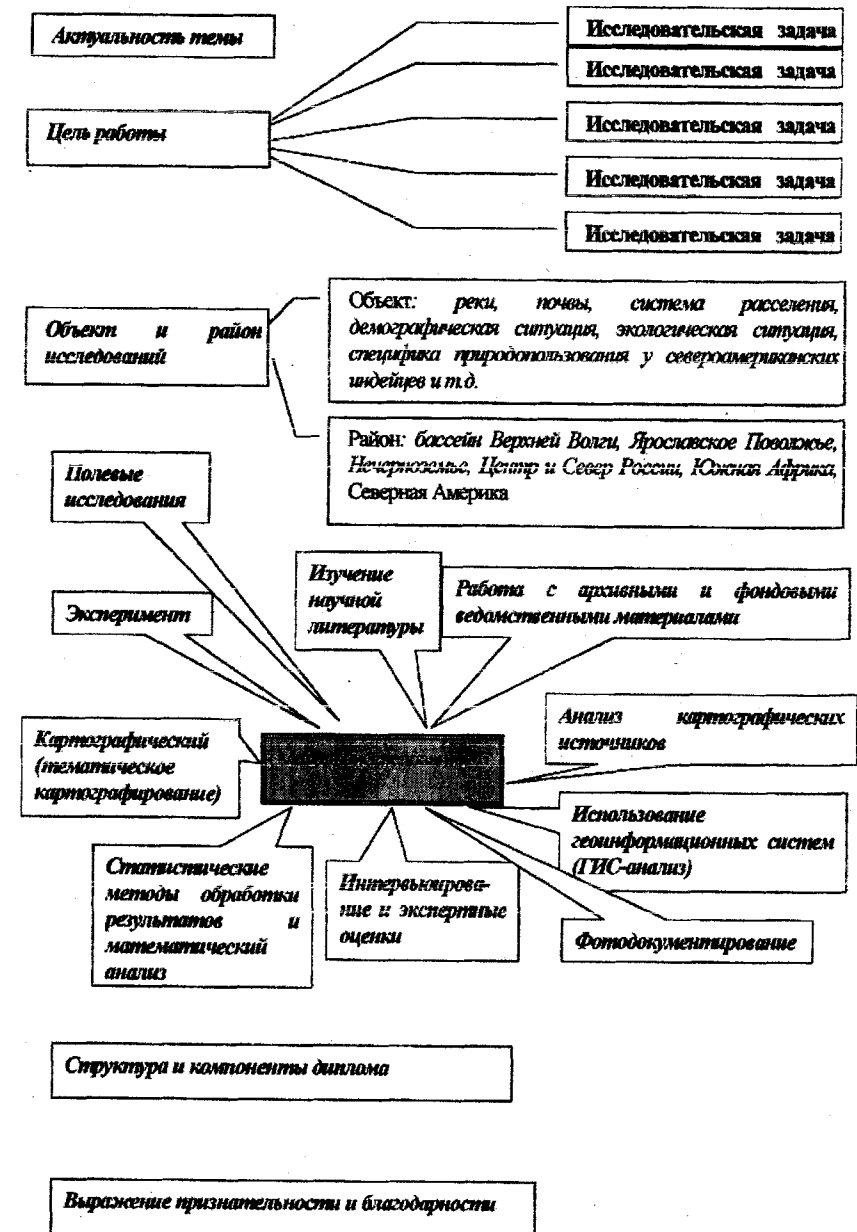 Актуальность темы
Исследовательская задача
Исследовательская задача
Цель работы
Исследовательская задача
Исследовательская задача
Исследовательская задача
Объект и район
исследований
Объект: реки, почвы, система расселения,
демографическая ситуация, экологическая ситуация,
специфика природопользования у североамериканских
индейцев и т.д.
Район: бассейн Верхней Волги, Ярославское Поволжье,
Нечерноземье, Центр и Север России, Южная Африка,
Северная Америка
Полевые
исследования
Изучение
научной
литературы
Работа с архивными и фондовыми
ведомственными материалами
Эксперимент
Анализ картографических
источников
Картографический
(тематическое
картографирование)
Использование
геоинформационных систем
(ГИС-анализ)
Статистические
методы обработки
результатов и
математический
анализ
Интервьюирова-
ние и экспертные
оценки
Фотодокументирование
Структура и компоненты диплома
Выражение признательности и благодарности